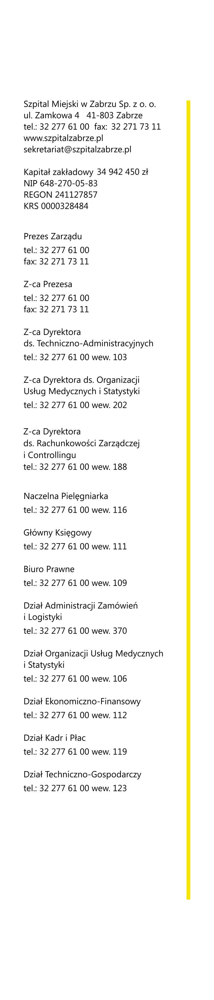 Szpital Miejski w Zabrzu Sp. z o. o.
ul. Zamkowa 4 41-803 Zabrze
tel.: 32 277 61 00 fax: 32 271 73 11
www.szpitalzabrze.pl
sekretariat@szpitalzabrze.pl
Kapitał zakładowy 34 942 450 zł
NIP 648-270-05-83
REGON 241127857
KRS 0000328484
Prezes Zarządu
tel.: 32 277 61 00
fax: 32 271 73 11
Z-ca Prezesa
tel.: 32 277 61 00
fax: 32 271 73 11
Z-ca Dyrektora
ds. Techniczno-Administracyjnych
tel.: 32 277 61 00 wew. 103
Z-ca Dyrektora ds. Organizacji
Usług Medycznych i Statystyki
tel.: 32 277 61 00 wew. 202
Z-ca Dyrektora
ds. Rachunkowości Zarządczej
i Controllingu
tel.: 32 277 61 00 wew. 188
Naczelna Pielęgniarka
tel.: 32 277 61 00 wew. 116
Główny Księgowy
tel.: 32 277 61 00 wew. 111
Biuro Prawne
tel.: 32 277 61 00 wew. 109
Dział Administracji Zamówień
i Logistyki
tel.: 32 277 61 00 wew. 370
Dział Organizacji Usług Medycznych
i Statystyki
tel.: 32 277 61 00 wew. 106
Dział Ekonomiczno-Finansowy
tel.: 32 277 61 00 wew. 112
Dział Kadr i Płac
tel.: 32 277 61 00 wew. 119
Dział Techniczno-Gospodarczy
tel.: 32 277 61 00 wew. 123